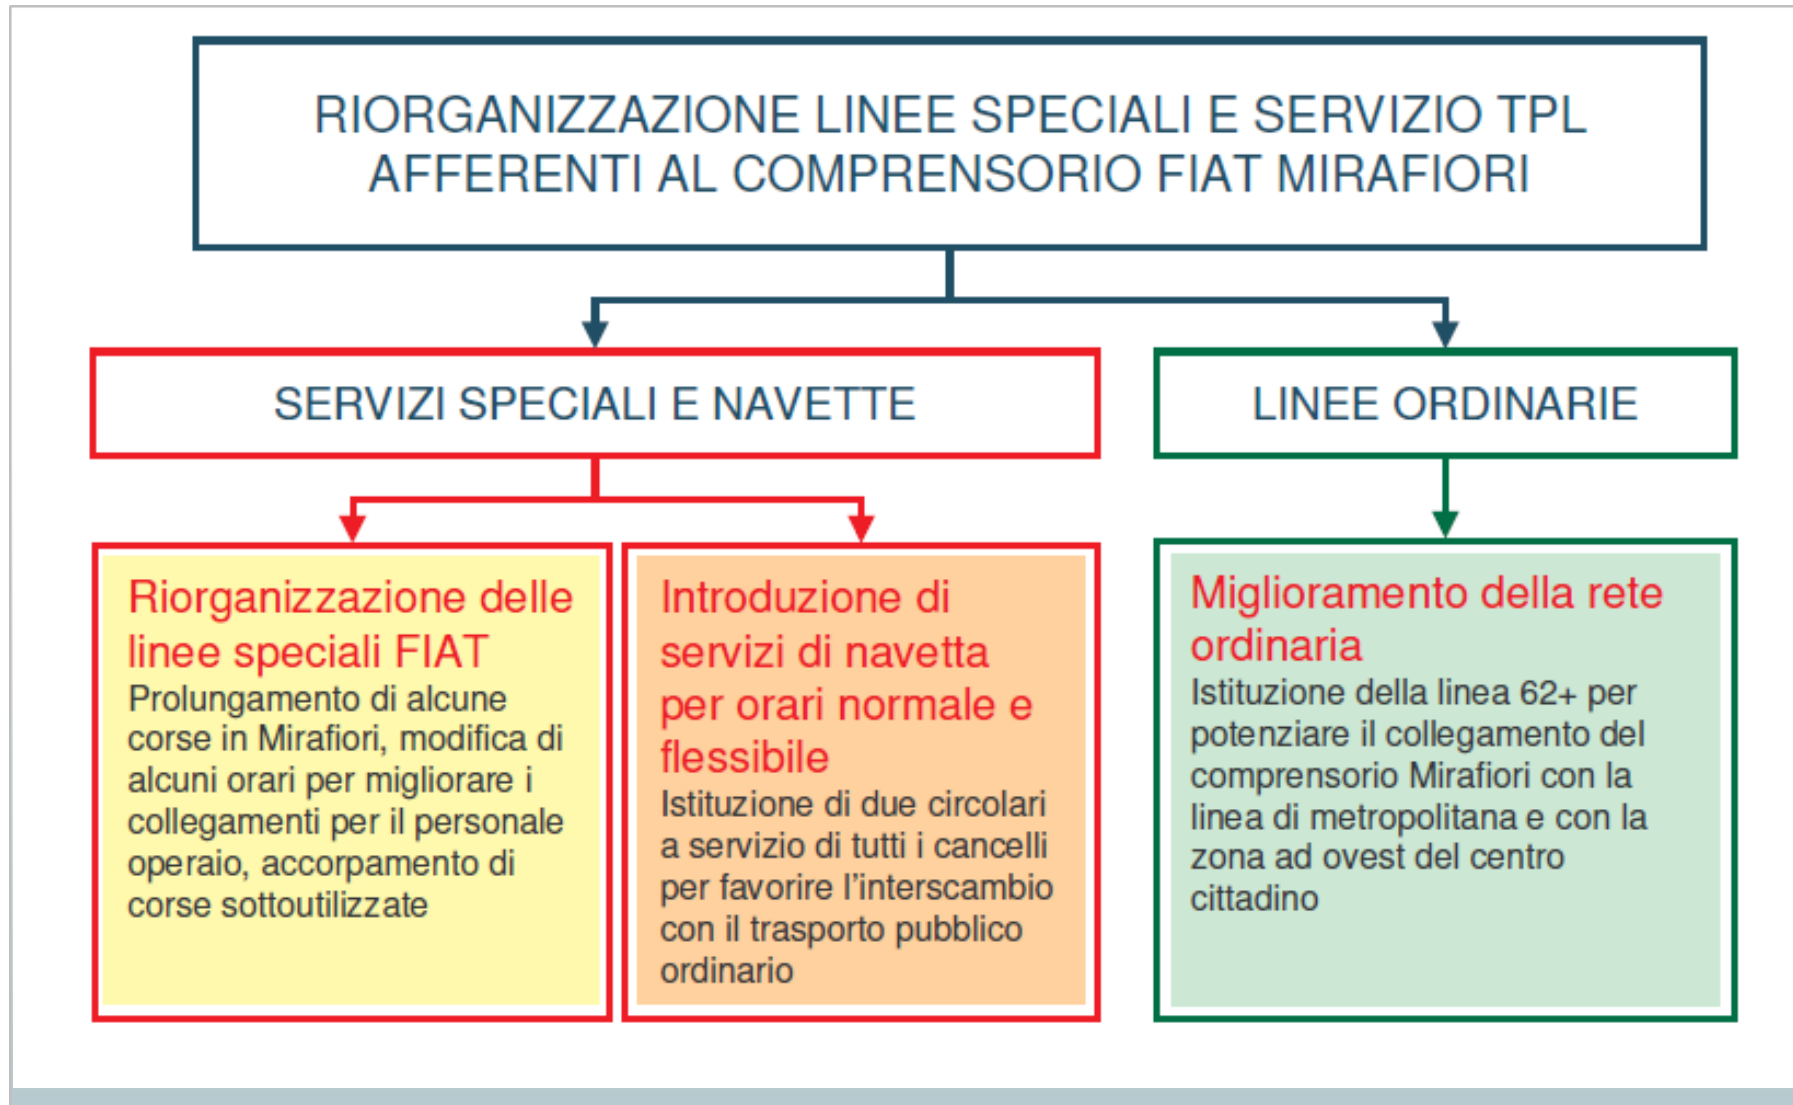 RIORGANIZZAZIONE LINEE SPECIALI E SERVIZIO TPL
AFFERENTI AL COMPRENSORIO FIAT MIRAFIORI
SERVIZI SPECIALI E NAVETTE
LINEE ORDINARIE
Riorganizzazione delle
linee speciali FIAT
Prolungamento di alcune
corse in Mirafiori, modifica di
alcuni orari per migliorare i
collegamenti per il personale
operaio, accorpamento di
corse sottoutilizzate
Introduzione di
servizi di navetta
per orari normale e
flessibile
Istituzione di due circolari
a servizio di tutti i cancelli
per favorire l'interscambio
con il trasporto pubblico
ordinario
Miglioramento della rete
ordinaria
Istituzione della linea 62+ per
potenziare il collegamento del
comprensorio Mirafiori con la
linea di metropolitana e con la
zona ad ovest del centro
cittadino